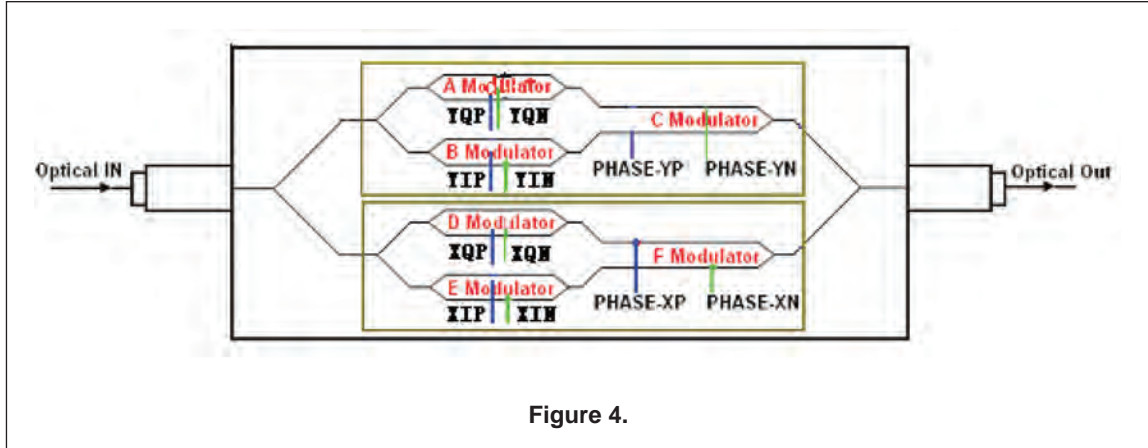 A Modulator
YQP YQN
C Modulator
B Modulator
Optical IN
PHASE-YP PHASE-YN
Optical Out
YIP YIN
D Modulator
XQP XQN
F Modulator
E Modulator
PHASE-XP PHASE-XN
XIP XIN
Figure 4.